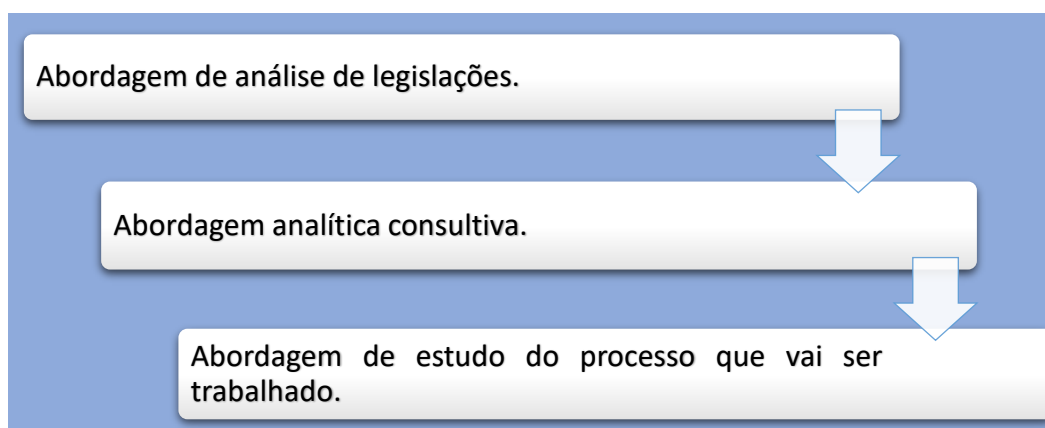 Abordagem de análise de legislações.
Abordagem analítica consultiva.
Abordagem de estudo do processo que vai ser
trabalhado.